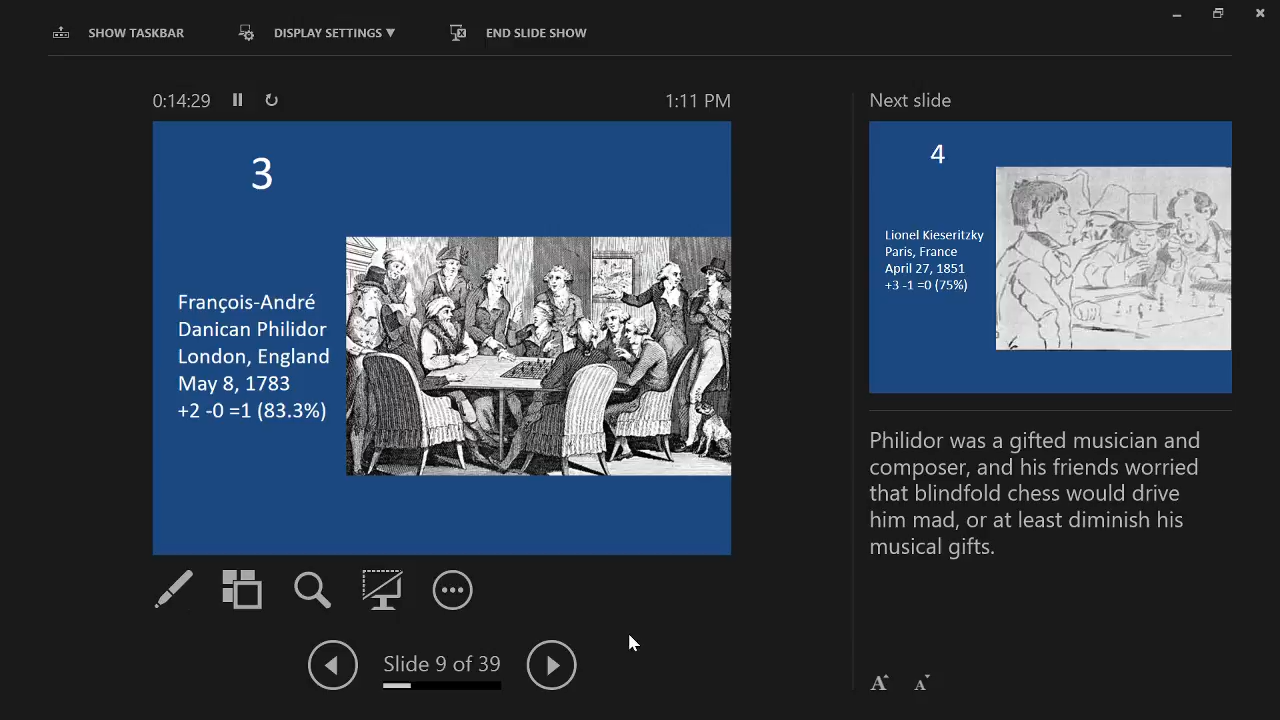 SHOW TASKBAR
DISPLAY SETTINGS ▼
END SLIDE SHOW
0:14:29
1:11 PM
Next slide
3
François-André
Danican Philidor
London, England
May 8, 1783
+2 -0 =1 (83.3%)
4
Lionel Kieseritzky
Paris, France
April 27, 1851
+3 -1 =0 (75%)
Philidor was a gifted musician and
composer, and his friends worried
that blindfold chess would drive
him mad, or at least diminish his
musical gifts.
Slide 9 of 39
A A